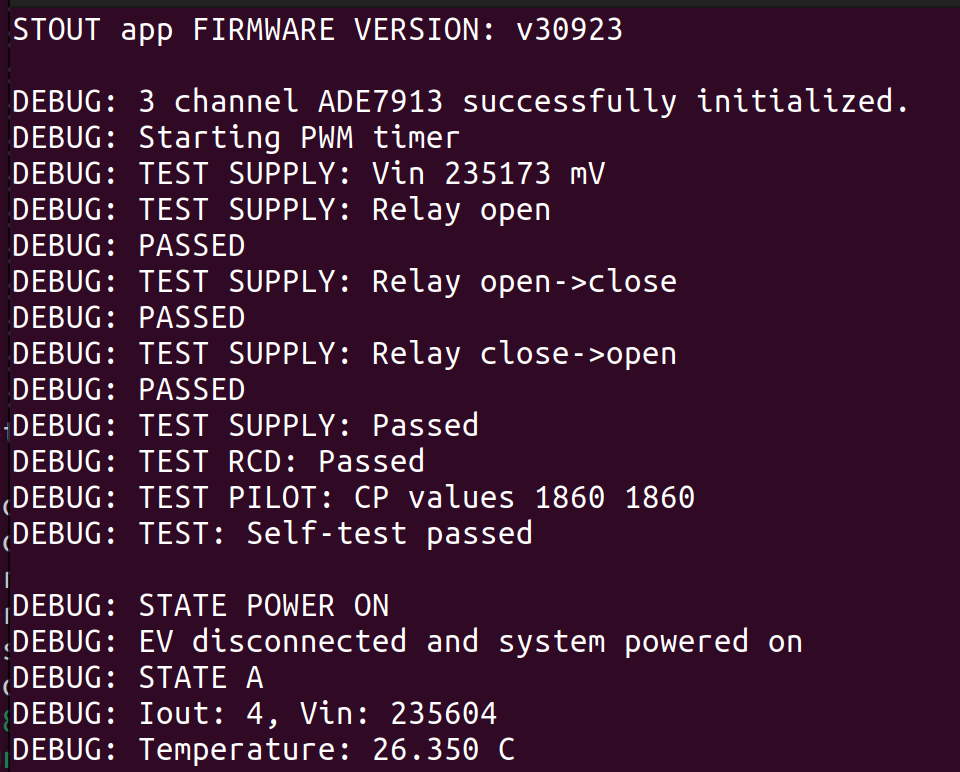 STOUT app FIRMWARE VERSION: v30923
DEBUG: 3 channel ADE7913 successfully initialized.
DEBUG: Starting PWM timer
DEBUG: TEST SUPPLY: Vin 235173 mV
DEBUG: TEST SUPPLY: Relay open
DEBUG: PASSED
DEBUG: TEST SUPPLY: Relay open->close
DEBUG: PASSED
DEBUG: TEST SUPPLY: Relay close->open
DEBUG: PASSED
DEBUG: TEST SUPPLY: Passed
DEBUG: TEST RCD: Passed
DEBUG: TEST PILOT: CP values 1860 1860
DEBUG: TEST: Self-test passed
DEBUG: STATE POWER ON
DEBUG: EV disconnected and system powered on
DEBUG: STATE A
DEBUG: Iout: 4, Vin: 235604
DEBUG: Temperature: 26.350 C